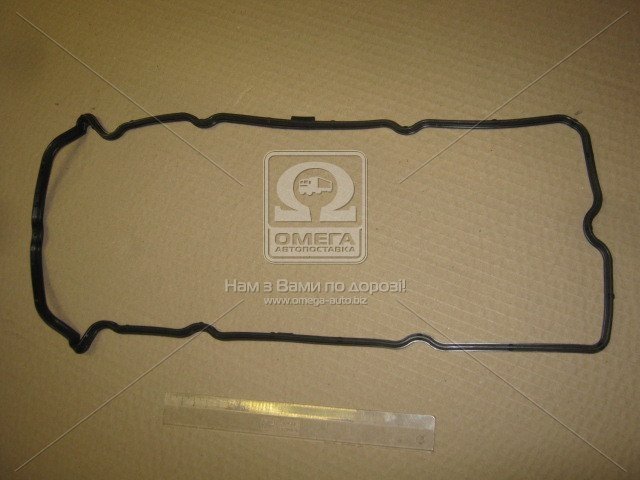 ОМЕГА
АВТОПОСТАВКА
Нам з Вами по дорозі!
www.omega-auto.biz